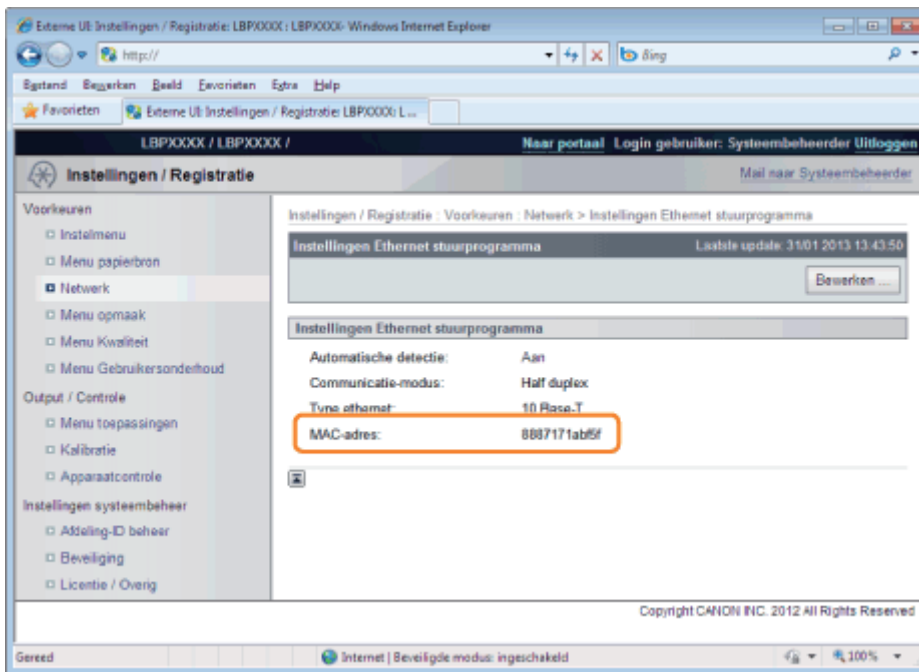 Externe UI: Instellingen / Registratie: LBPXXXX : LBPXXXX- Windows Internet Explorer
http://
Bing
Bestand Bewerken Beeld Favorieten Extra Help
Favorieten Externe UI: Instellingen / Registratie: LBPXXXX: L...
LBPXXXX / LBPXXXX / Naar portaal Login gebruiker: Systeembeheerder Uitloggen
Instellingen / Registratie Mail naar Systeembeheerder
Voorkeuren
Instelmenu
Menu papierbron
Netwerk
Menu opmaak
Menu Kwaliteit
Menu Gebruikersonderhoud
Output / Controle
Menu toepassingen
Kalibratie
Apparaatcontrole
Instellingen systeembeheer
Afdeling-ID beheer
Beveiliging
Licentie / Overig
Instellingen / Registratie : Voorkeuren : Netwerk > Instellingen Ethernet stuurprogramma
Instellingen Ethernet stuurprogramma Laatste update: 31/01 2013 13:43:50
Bewerken ...
Instellingen Ethernet stuurprogramma
Automatische detectie: Aan
Communicatie-modus: Half duplex
Type ethernet: 10 Base-T
MAC-adres: 8887171abf5f
Copyright CANON INC. 2012 All Rights Reserved
Gereed Internet | Beveiligde modus: ingeschakeld 100%